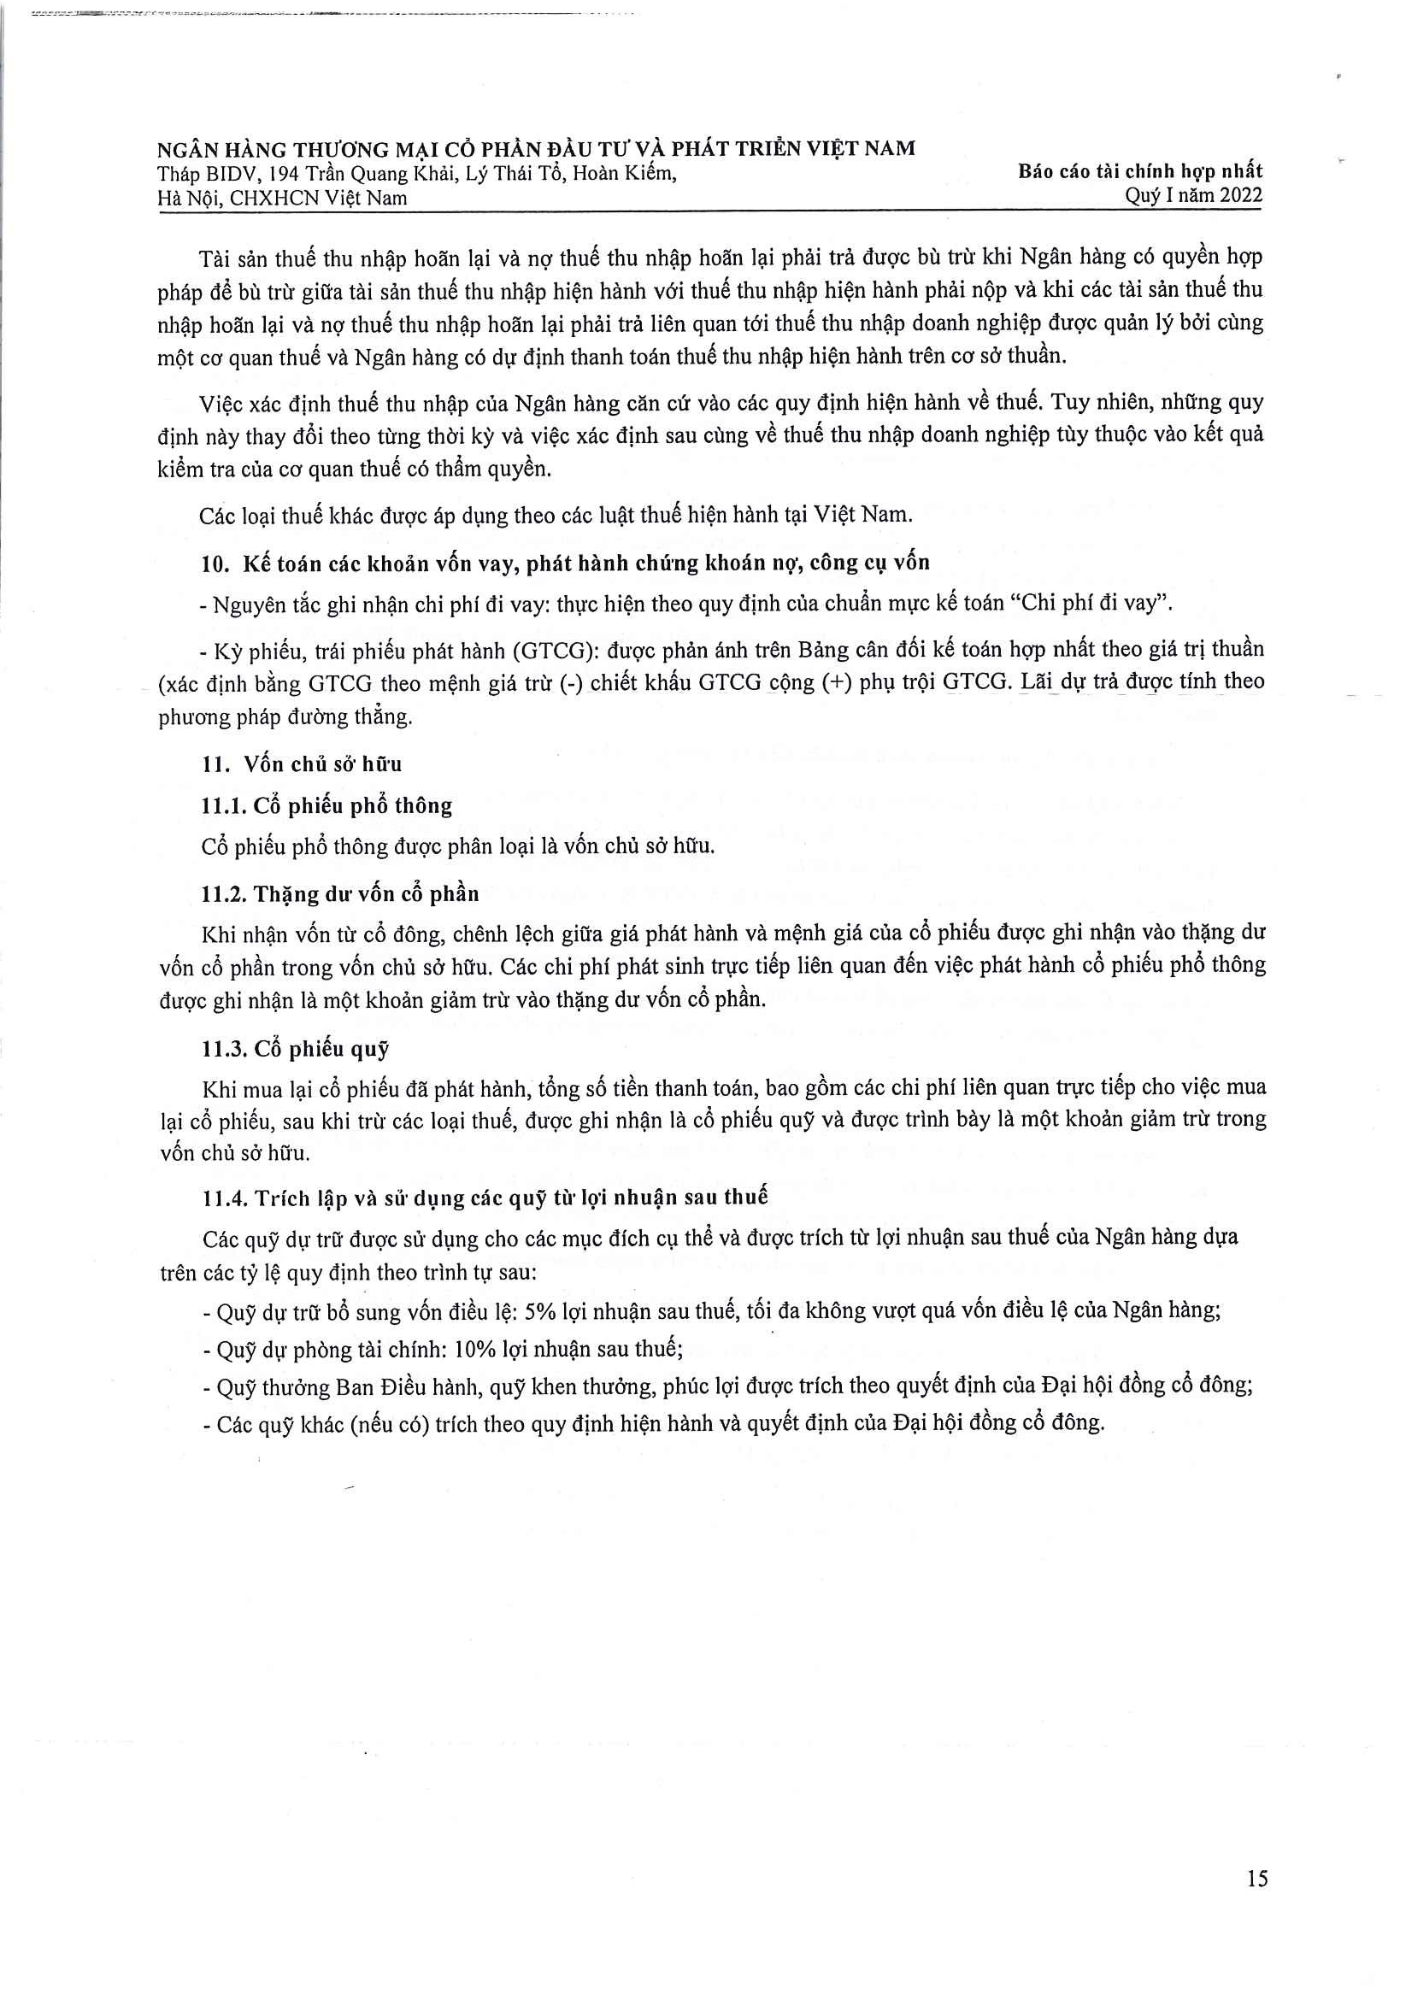 NGÂN HÀNG THƯƠNG MẠI CỔ PHẦN ĐẦU TƯ VÀ PHÁT TRIỂN VIỆT NAM
Tháp BIDV, 194 Trần Quang Khải, Lý Thái Tổ, Hoàn Kiếm,
Báo cáo tài chính hợp nhất
Hà Nội, CHXHCN Việt Nam
Quý I năm 2022
Tài sản thuế thu nhập hoãn lại và nợ thuế thu nhập hoãn lại phải trả được bù trừ khi Ngân hàng có quyền hợp
pháp để bù trừ giữa tài sản thuế thu nhập hiện hành với thuế thu nhập hiện hành phải nộp và khi các tài sản thuế thu
nhập hoãn lại và nợ thuế thu nhập hoãn lại phải trả liên quan tới thuế thu nhập doanh nghiệp được quản lý bởi cùng
một cơ quan thuế và Ngân hàng có dự định thanh toán thuế thu nhập hiện hành trên cơ sở thuần.
Việc xác định thuế thu nhập của Ngân hàng căn cứ vào các quy định hiện hành về thuế. Tuy nhiên, những quy
định này thay đổi theo từng thời kỳ và việc xác định sau cùng về thuế thu nhập doanh nghiệp tùy thuộc vào kết quả
kiểm tra của cơ quan thuế có thẩm quyền.
Các loại thuế khác được áp dụng theo các luật thuế hiện hành tại Việt Nam.
10. Kế toán các khoản vốn vay, phát hành chứng khoán nợ, công cụ vốn
- Nguyên tắc ghi nhận chi phí đi vay: thực hiện theo quy định của chuẩn mực kế toán “Chi phí đi vay”.
- Kỳ phiếu, trái phiếu phát hành (GTCG): được phản ánh trên Bảng cân đối kế toán hợp nhất theo giá trị thuần
(xác định bằng GTCG theo mệnh giá trừ (-) chiết khấu GTCG cộng (+) phụ trội GTCG. Lãi dự trả được tính theo
phương pháp đường thẳng.
11. Vốn chủ sở hữu
11.1. Cổ phiếu phổ thông
Cổ phiếu phổ thông được phân loại là vốn chủ sở hữu.
11.2. Thặng dư vốn cổ phần
Khi nhận vốn từ cổ đông, chênh lệch giữa giá phát hành và mệnh giá của cổ phiếu được ghi nhận vào thặng dư
vốn cổ phần trong vốn chủ sở hữu. Các chi phí phát sinh trực tiếp liên quan đến việc phát hành cổ phiếu phổ thông
được ghi nhận là một khoản giảm trừ vào thặng dư vốn cổ phần.
11.3. Cổ phiếu quỹ
Khi mua lại cổ phiếu đã phát hành, tổng số tiền thanh toán, bao gồm các chi phí liên quan trực tiếp cho việc mua
lại cổ phiếu, sau khi trừ các loại thuế, được ghi nhận là cổ phiếu quỹ và được trình bày là một khoản giảm trừ trong
vốn chủ sở hữu.
11.4. Trích lập và sử dụng các quỹ từ lợi nhuận sau thuế
Các quỹ dự trữ được sử dụng cho các mục đích cụ thể và được trích từ lợi nhuận sau thuế của Ngân hàng dựa
trên các tỷ lệ quy định theo trình tự sau:
- Quỹ dự trữ bổ sung vốn điều lệ: 5% lợi nhuận sau thuế, tối đa không vượt quá vốn điều lệ của Ngân hàng;
- Quỹ dự phòng tài chính: 10% lợi nhuận sau thuế;
- Quỹ thưởng Ban Điều hành, quỹ khen thưởng, phúc lợi được trích theo quyết định của Đại hội đồng cổ đông;
- Các quỹ khác (nếu có) trích theo quy định hiện hành và quyết định của Đại hội đồng cổ đông.
15